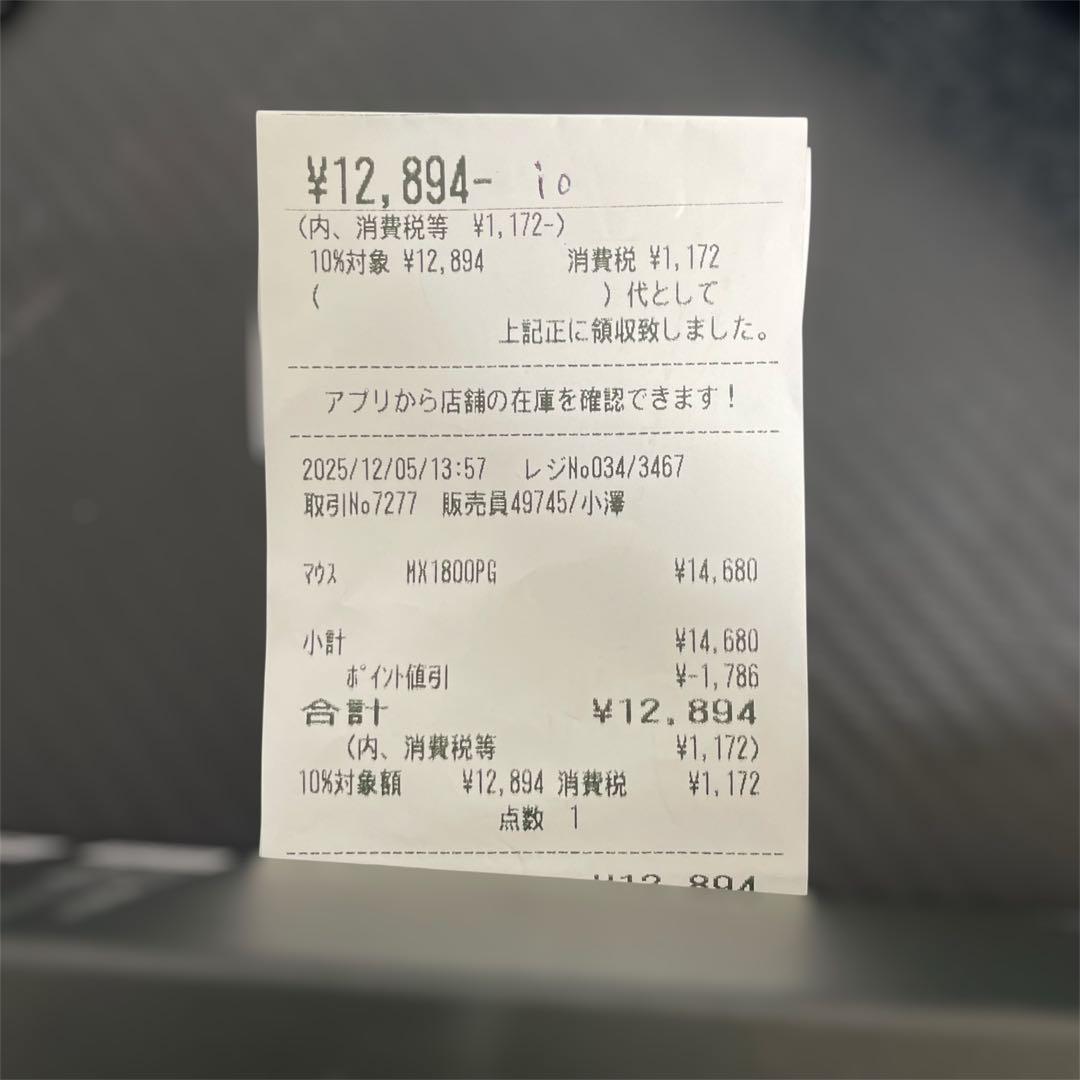 ¥12,894- io
(内、消費税等 ¥1,172-)
10%対象 ¥12,894 消費税 ¥1,172
( ) 代として
上記正に領収致しました。
アプリから店舗の在庫を確認できます!
2025/12/05/13:57 レジNo034/3467
取引No7277 販売員49745/小澤
マウス MX1800PG ¥14,680
小計 ¥14,680
ポイント値引 ¥-1,786
合計 ¥12,894
(内、消費税等 ¥1,172)
10%対象額 ¥12,894 消費税 ¥1,172
点数 1
¥12,894